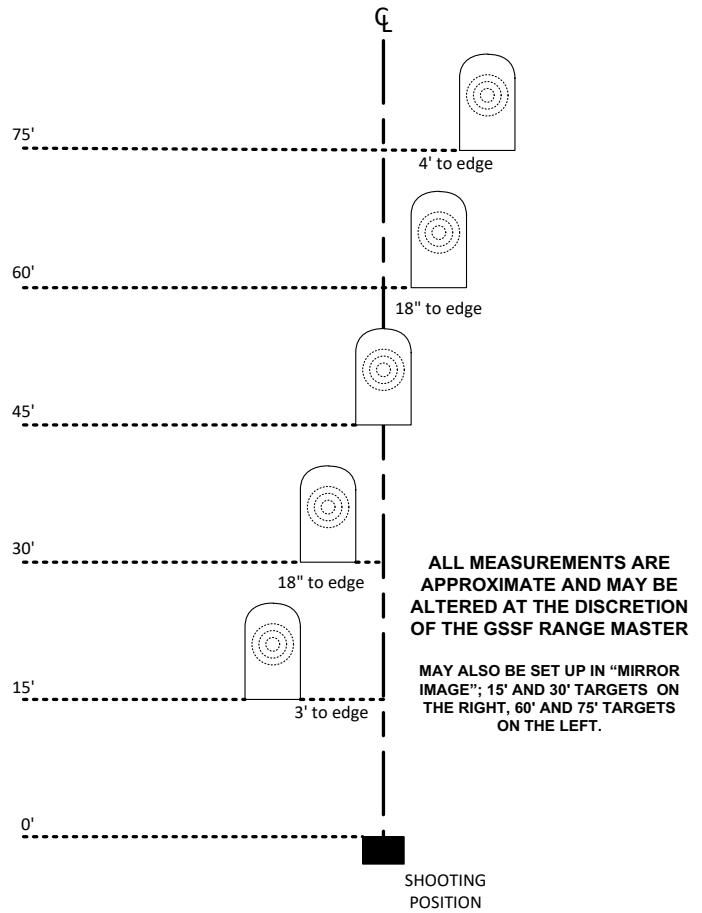 ℄
75'
4' to edge
60'
18" to edge
45'
30'
18" to edge
ALL MEASUREMENTS ARE
APPROXIMATE AND MAY BE
ALTERED AT THE DISCRETION
OF THE GSSF RANGE MASTER
MAY ALSO BE SET UP IN “MIRROR
IMAGE”; 15' AND 30' TARGETS ON
THE RIGHT, 60' AND 75' TARGETS
ON THE LEFT.
15'
3' to edge
0'
SHOOTING
POSITION